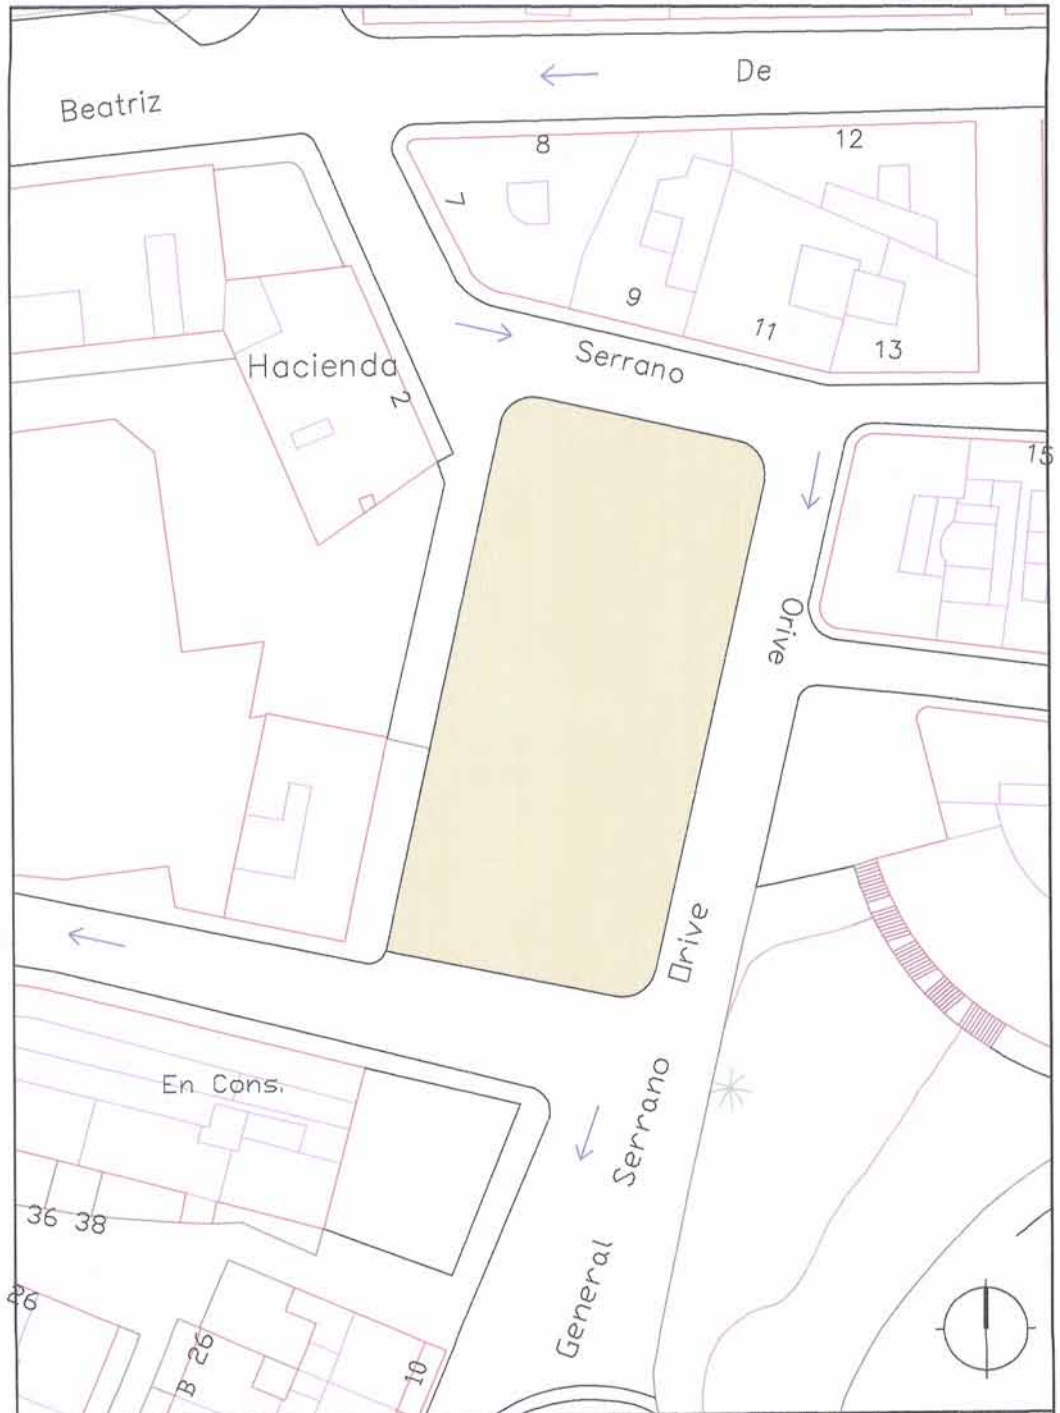 De
Beatriz
8
12
7
9
11
13
Serrano
Hacienda
2
15
Orive
Orive
En Cons.
Serrano
36 38
General
26
26
B
10